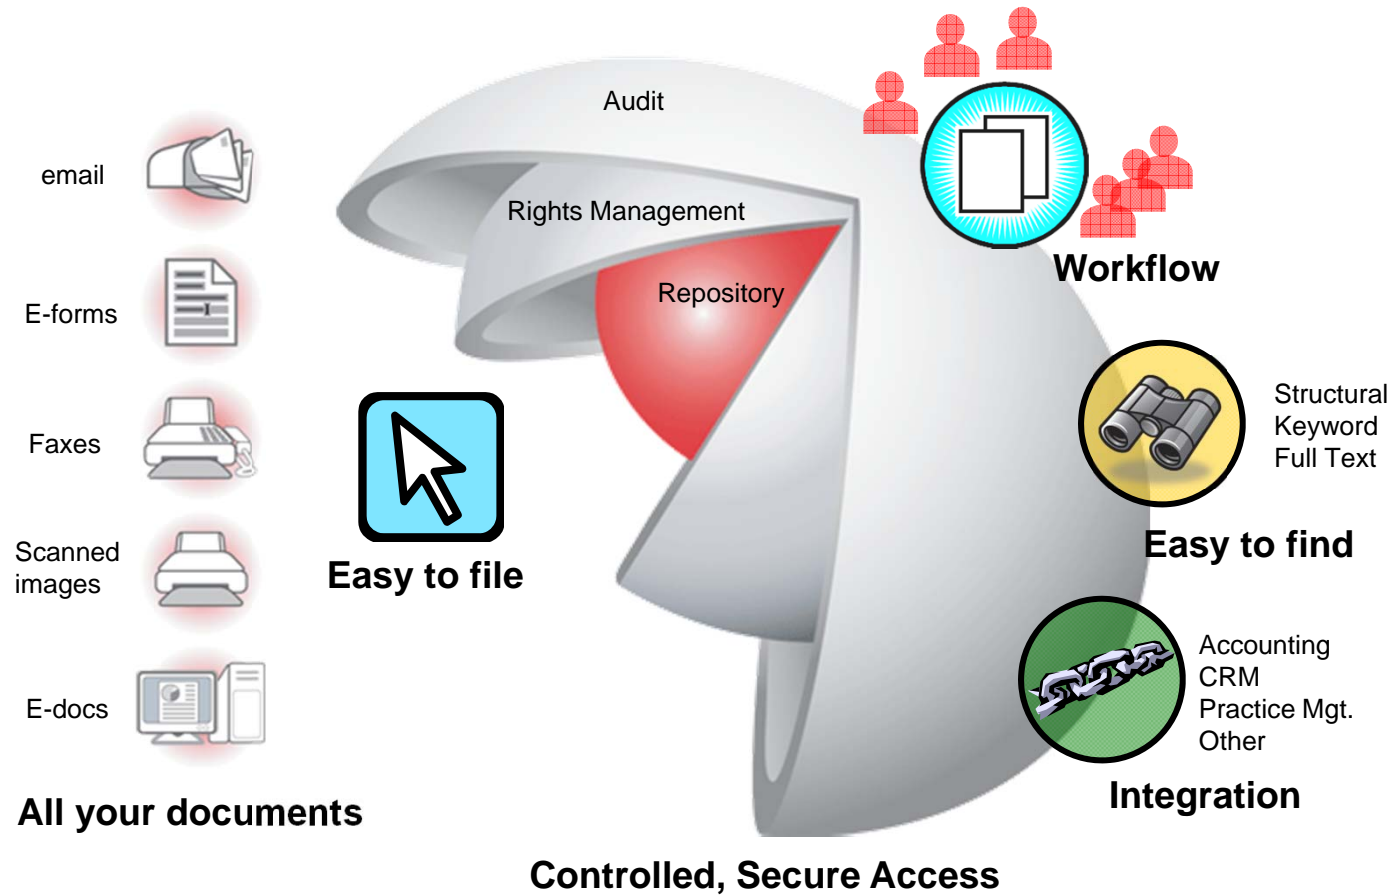 email
E-forms
Faxes
Scanned
images
E-docs
All your documents
Easy to file
Audit
Rights Management
Repository
Workflow
Structural
Keyword
Full Text
Easy to find
Accounting
CRM
Practice Mgt.
Other
Integration
Controlled, Secure Access